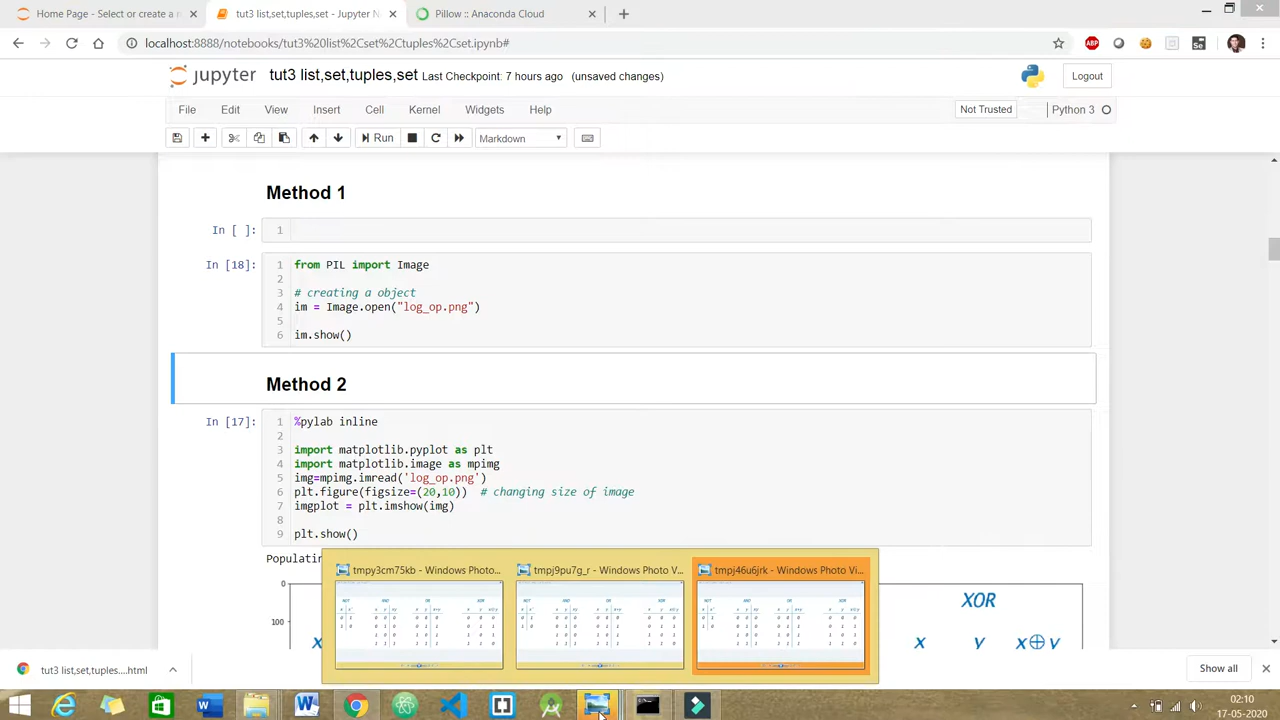 Home Page - Select or create a n
tut3 list,set,tuples,set - Jupyter N
Pillow :: Anaconda Cloud
localhost:8888/notebooks/tut3%20list%2Cset%2Ctuples%2Cset.ipynb#
ABP
Se
jupyter tut3 list,set,tuples,set Last Checkpoint: 7 hours ago (unsaved changes)
Logout
File Edit View Insert Cell Kernel Widgets Help
Not Trusted
Python 3
Run
Markdown
Method 1
In [ ]: 1
In [18]: 1 from PIL import Image
2
3 # creating a object
4 im = Image.open("log_op.png")
5
6 im.show()
Method 2
In [17]: 1 %pylab inline
2
3 import matplotlib.pyplot as plt
4 import matplotlib.image as mpimg
5 img=mpimg.imread('log_op.png')
6 plt.figure(figsize=(20,10)) # changing size of image
7 imgplot = plt.imshow(img)
8
9 plt.show()
Populatin
tmpy3cm75kb - Windows Photo...
tmpj9pu7g_r - Windows Photo V...
tmpj46u6jrk - Windows Photo Vi...
0
100
XOR
x y x⊕y
tut3 list,set,tuples....html
Show all
02:10
17-05-2020